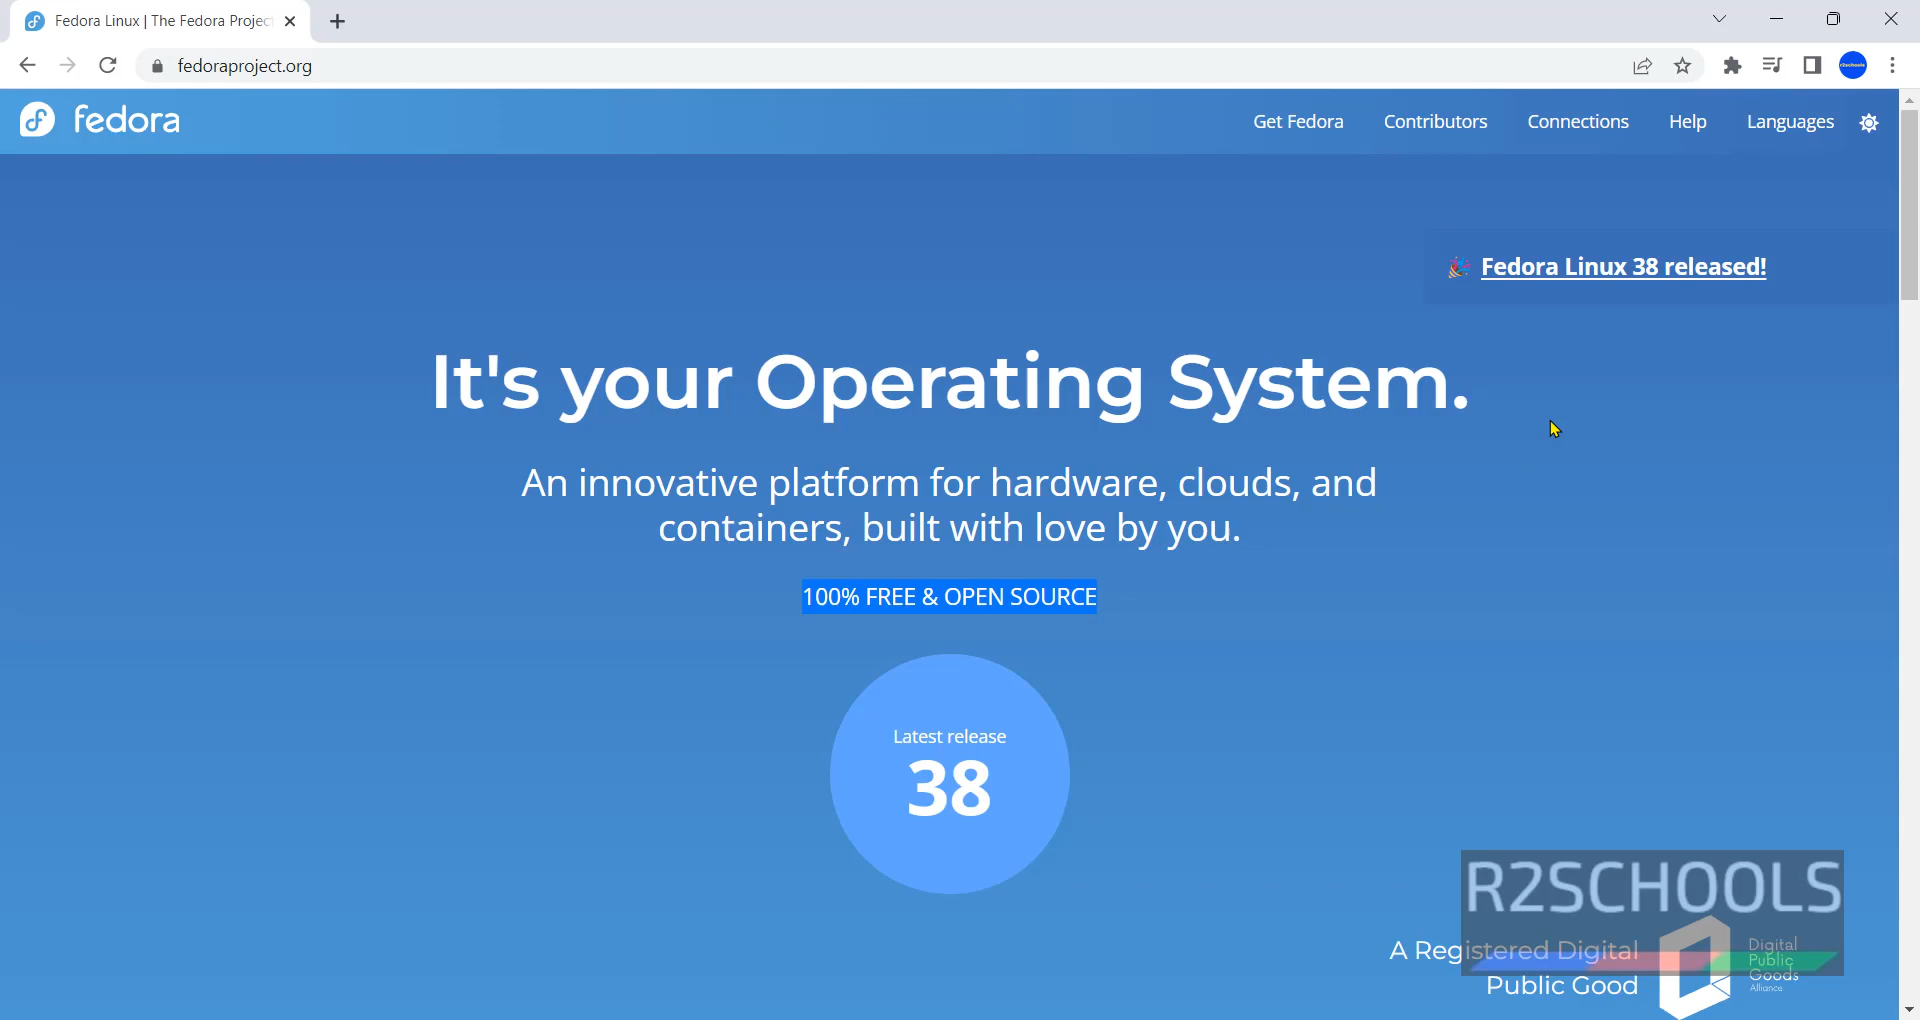 Fedora Linux | The Fedora Projec
fedoraproject.org
r2schools
fedora
Get Fedora Contributors Connections Help Languages
Fedora Linux 38 released!
It's your Operating System.
An innovative platform for hardware, clouds, and
containers, built with love by you.
100% FREE & OPEN SOURCE
Latest release
38
R2SCHOOLS
A Registered Digital
Public Good
Digital
Public
Goods
Alliance